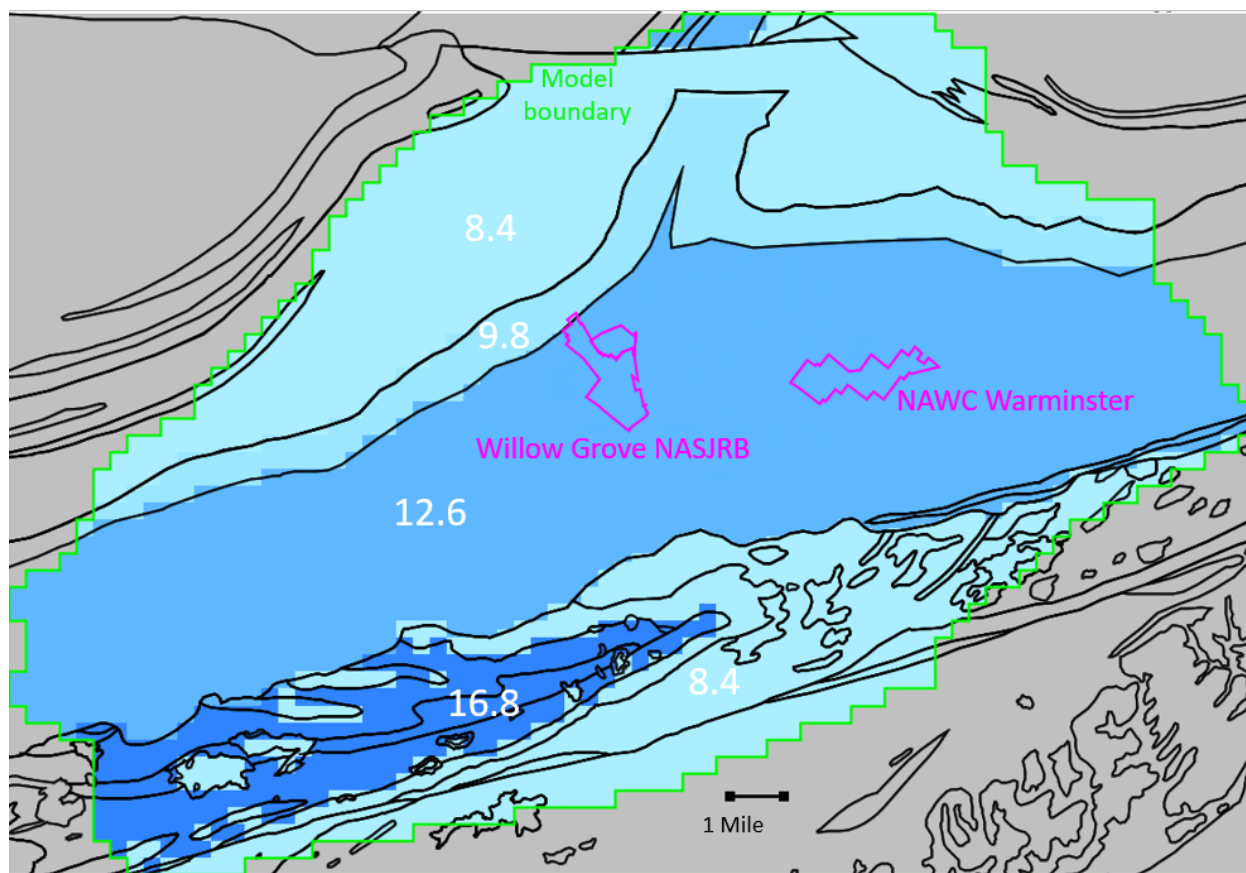 Model
boundary
8.4
9.8
NAWC Warminster
Willow Grove NASJRB
12.6
8.4
16.8
1 Mile